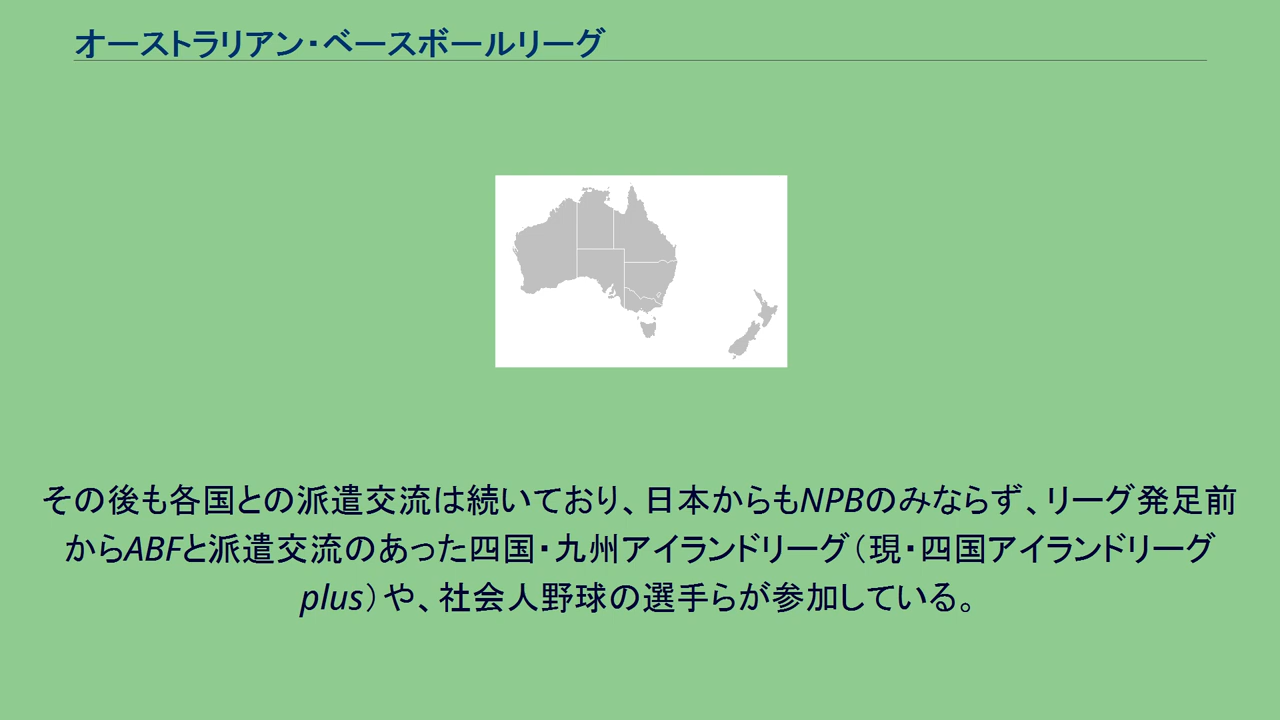 オーストラリアン・ベースボールリーグ
その後も各国との派遣交流は続いており、日本からもNPBのみならず、リーグ発足前
からABFと派遣交流のあった四国・九州アイランドリーグ（現・四国アイランドリーグ
plus）や、社会人野球の選手らが参加している。